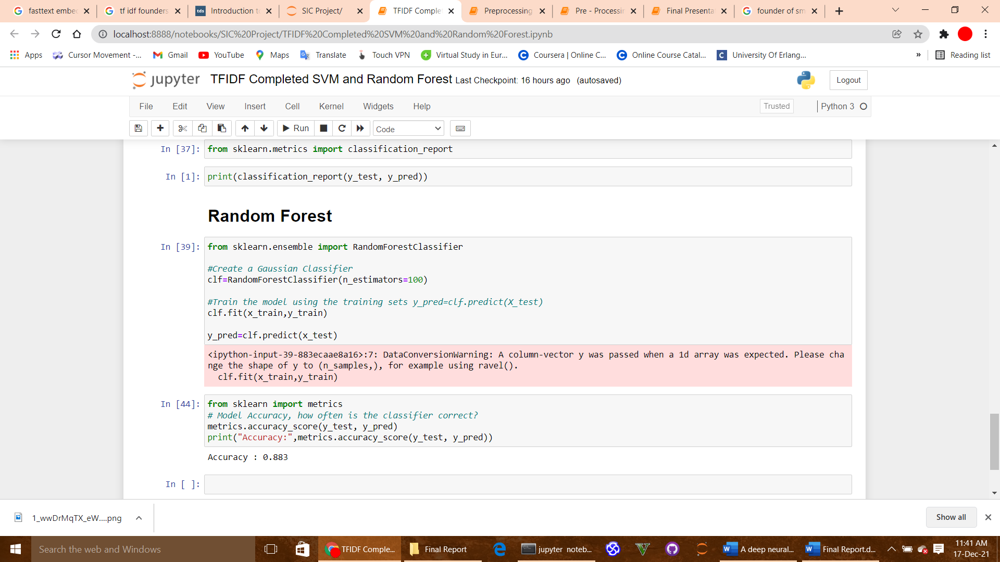 fasttext embec
tf idf founders
tds
Introduction to
SIC Project/
TFIDF Comple
Preprocessing
Pre - Processin
Final Presenta
founder of sm
localhost:8888/notebooks/SIC%20Project/TFIDF%20Completed%20SVM%20and%20Random%20Forest.ipynb
Apps
Cursor Movement -...
Gmail
YouTube
Maps
Translate
Touch VPN
Virtual Study in Eur...
Coursera | Online C...
Online Course Catal...
University Of Erlang...
»
Reading list
jupyter
TFIDF Completed SVM and Random Forest Last Checkpoint: 16 hours ago (autosaved)
Logout
File
Edit
View
Insert
Cell
Kernel
Widgets
Help
Trusted
Python 3
Run
Code
In [37]: from sklearn.metrics import classification_report
In [1]: print(classification_report(y_test, y_pred))
Random Forest
In [39]: from sklearn.ensemble import RandomForestClassifier
#Create a Gaussian Classifier
clf=RandomForestClassifier(n_estimators=100)
#Train the model using the training sets y_pred=clf.predict(X_test)
clf.fit(x_train,y_train)
y_pred=clf.predict(x_test)
<ipython-input-39-883ecaae8a16>:7: DataConversionWarning: A column-vector y was passed when a 1d array was expected. Please cha
nge the shape of y to (n_samples,), for example using ravel().
clf.fit(x_train,y_train)
In [44]: from sklearn import metrics
# Model Accuracy, how often is the classifier correct?
metrics.accuracy_score(y_test, y_pred)
print("Accuracy:",metrics.accuracy_score(y_test, y_pred))
Accuracy : 0.883
In [ ]:
1_wwDrMqTX_eW....png
Show all
Search the web and Windows
TFIDF Comple...
Final Report
jupyter noteb...
A deep neural...
Final Report.d...
11:41 AM
17-Dec-21